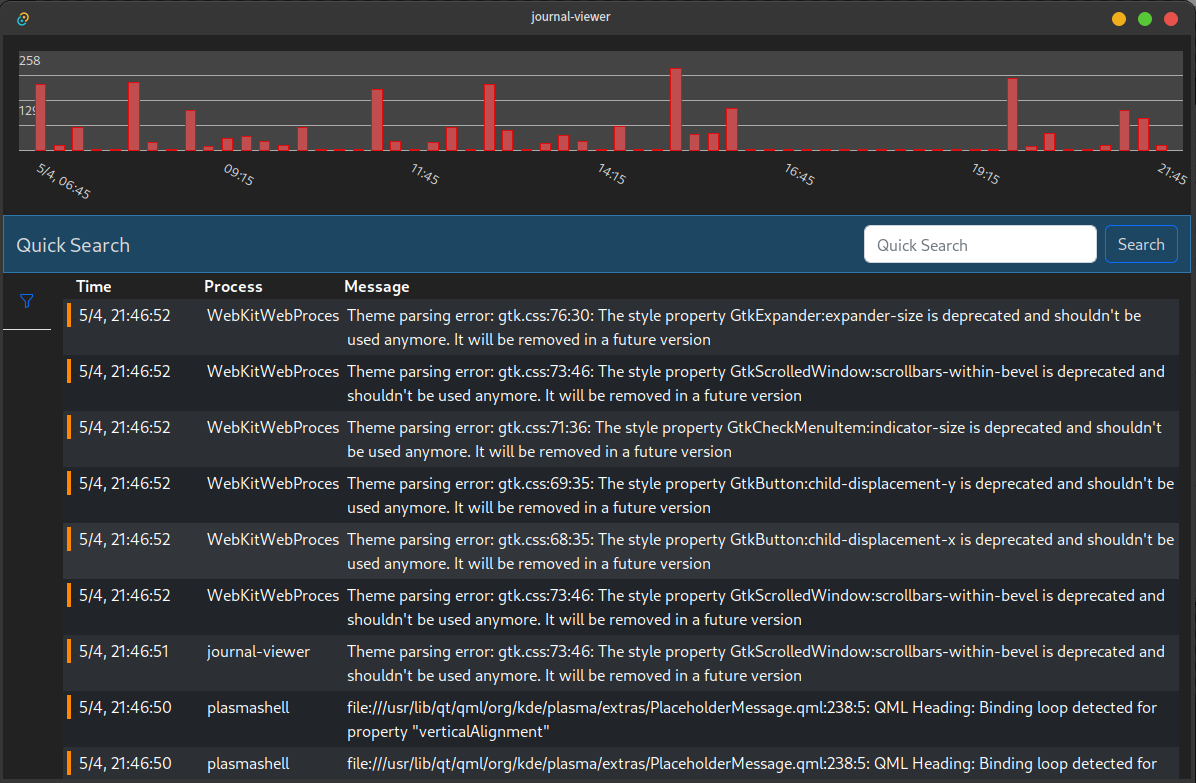 journal-viewer
258
129
5/4, 06:45
09:15
11:45
14:15
16:45
19:15
21:45
Quick Search
Quick Search
Search
Time Process Message
5/4, 21:46:52 WebKitWebProces Theme parsing error: gtk.css:76:30: The style property GtkExpander:expander-size is deprecated and shouldn't be
used anymore. It will be removed in a future version
5/4, 21:46:52 WebKitWebProces Theme parsing error: gtk.css:73:46: The style property GtkScrolledWindow:scrollbars-within-bevel is deprecated and
shouldn't be used anymore. It will be removed in a future version
5/4, 21:46:52 WebKitWebProces Theme parsing error: gtk.css:71:36: The style property GtkCheckMenuItem:indicator-size is deprecated and shouldn't
be used anymore. It will be removed in a future version
5/4, 21:46:52 WebKitWebProces Theme parsing error: gtk.css:69:35: The style property GtkButton:child-displacement-y is deprecated and shouldn't be
used anymore. It will be removed in a future version
5/4, 21:46:52 WebKitWebProces Theme parsing error: gtk.css:68:35: The style property GtkButton:child-displacement-x is deprecated and shouldn't be
used anymore. It will be removed in a future version
5/4, 21:46:52 WebKitWebProces Theme parsing error: gtk.css:73:46: The style property GtkScrolledWindow:scrollbars-within-bevel is deprecated and
shouldn't be used anymore. It will be removed in a future version
5/4, 21:46:51 journal-viewer Theme parsing error: gtk.css:73:46: The style property GtkScrolledWindow:scrollbars-within-bevel is deprecated and
shouldn't be used anymore. It will be removed in a future version
5/4, 21:46:50 plasmashell file:///usr/lib/qt/qml/org/kde/plasma/extras/PlaceholderMessage.qml:238:5: QML Heading: Binding loop detected for
property "verticalAlignment"
5/4, 21:46:50 plasmashell file:///usr/lib/qt/qml/org/kde/plasma/extras/PlaceholderMessage.qml:238:5: QML Heading: Binding loop detected for